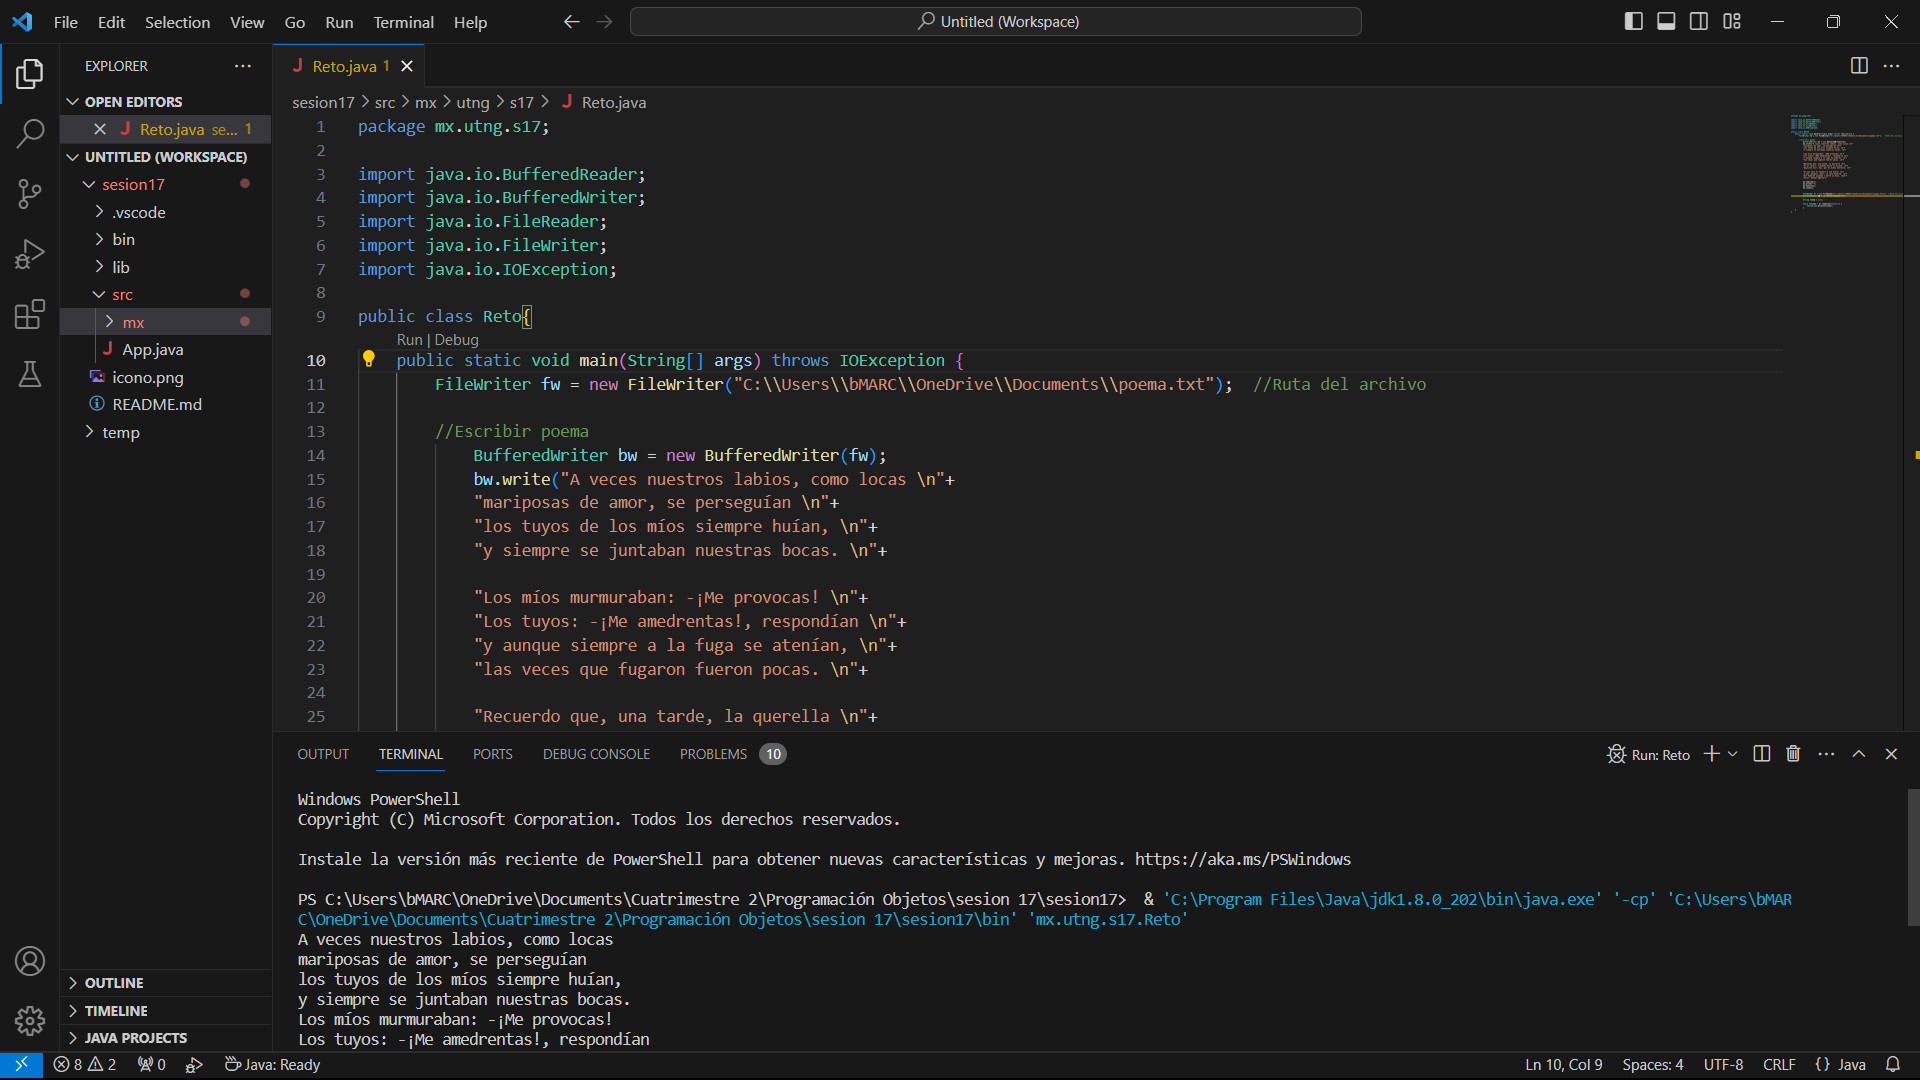 File Edit Selection View Go Run Terminal Help
Untitled (Workspace)
EXPLORER
OPEN EDITORS
Reto.java se... 1
UNTITLED (WORKSPACE)
sesion17
.vscode
bin
lib
src
mx
App.java
icono.png
README.md
temp
OUTLINE
TIMELINE
JAVA PROJECTS
Reto.java 1
sesion17 > src > mx > utng > s17 > Reto.java
1 package mx.utng.s17;
2
3 import java.io.BufferedReader;
4 import java.io.BufferedWriter;
5 import java.io.FileReader;
6 import java.io.FileWriter;
7 import java.io.IOException;
8
9 public class Reto{
Run | Debug
10 public static void main(String[] args) throws IOException {
11 FileWriter fw = new FileWriter("C:\\Users\\bMARC\\OneDrive\\Documents\\poema.txt"); //Ruta del archivo
12
13 //Escribir poema
14 BufferedWriter bw = new BufferedWriter(fw);
15 bw.write("A veces nuestros labios, como locas \n"+
16 "mariposas de amor, se perseguían \n"+
17 "los tuyos de los míos siempre huían, \n"+
18 "y siempre se juntaban nuestras bocas. \n"+
19
20 "Los míos murmuraban: -¡Me provocas! \n"+
21 "Los tuyos: -¡Me amedrentas!, respondían \n"+
22 "y aunque siempre a la fuga se atenían, \n"+
23 "las veces que fugaron fueron pocas. \n"+
24
25 "Recuerdo que, una tarde, la querella \n"+
OUTPUT TERMINAL PORTS DEBUG CONSOLE PROBLEMS 10
Run: Reto
Windows PowerShell
Copyright (C) Microsoft Corporation. Todos los derechos reservados.
Instale la versión más reciente de PowerShell para obtener nuevas características y mejoras. https://aka.ms/PSWindows
PS C:\Users\bMARC\OneDrive\Documents\Cuatrimestre 2\Programación Objetos\sesion 17\sesion17> & 'C:\Program Files\Java\jdk1.8.0_202\bin\java.exe' '-cp' 'C:\Users\bMAR
C\OneDrive\Documents\Cuatrimestre 2\Programación Objetos\sesion 17\sesion17\bin' 'mx.utng.s17.Reto'
A veces nuestros labios, como locas
mariposas de amor, se perseguían
los tuyos de los míos siempre huían,
y siempre se juntaban nuestras bocas.
Los míos murmuraban: -¡Me provocas!
Los tuyos: -¡Me amedrentas!, respondían
8 2 0 Java: Ready
Ln 10, Col 9 Spaces: 4 UTF-8 CRLF {} Java